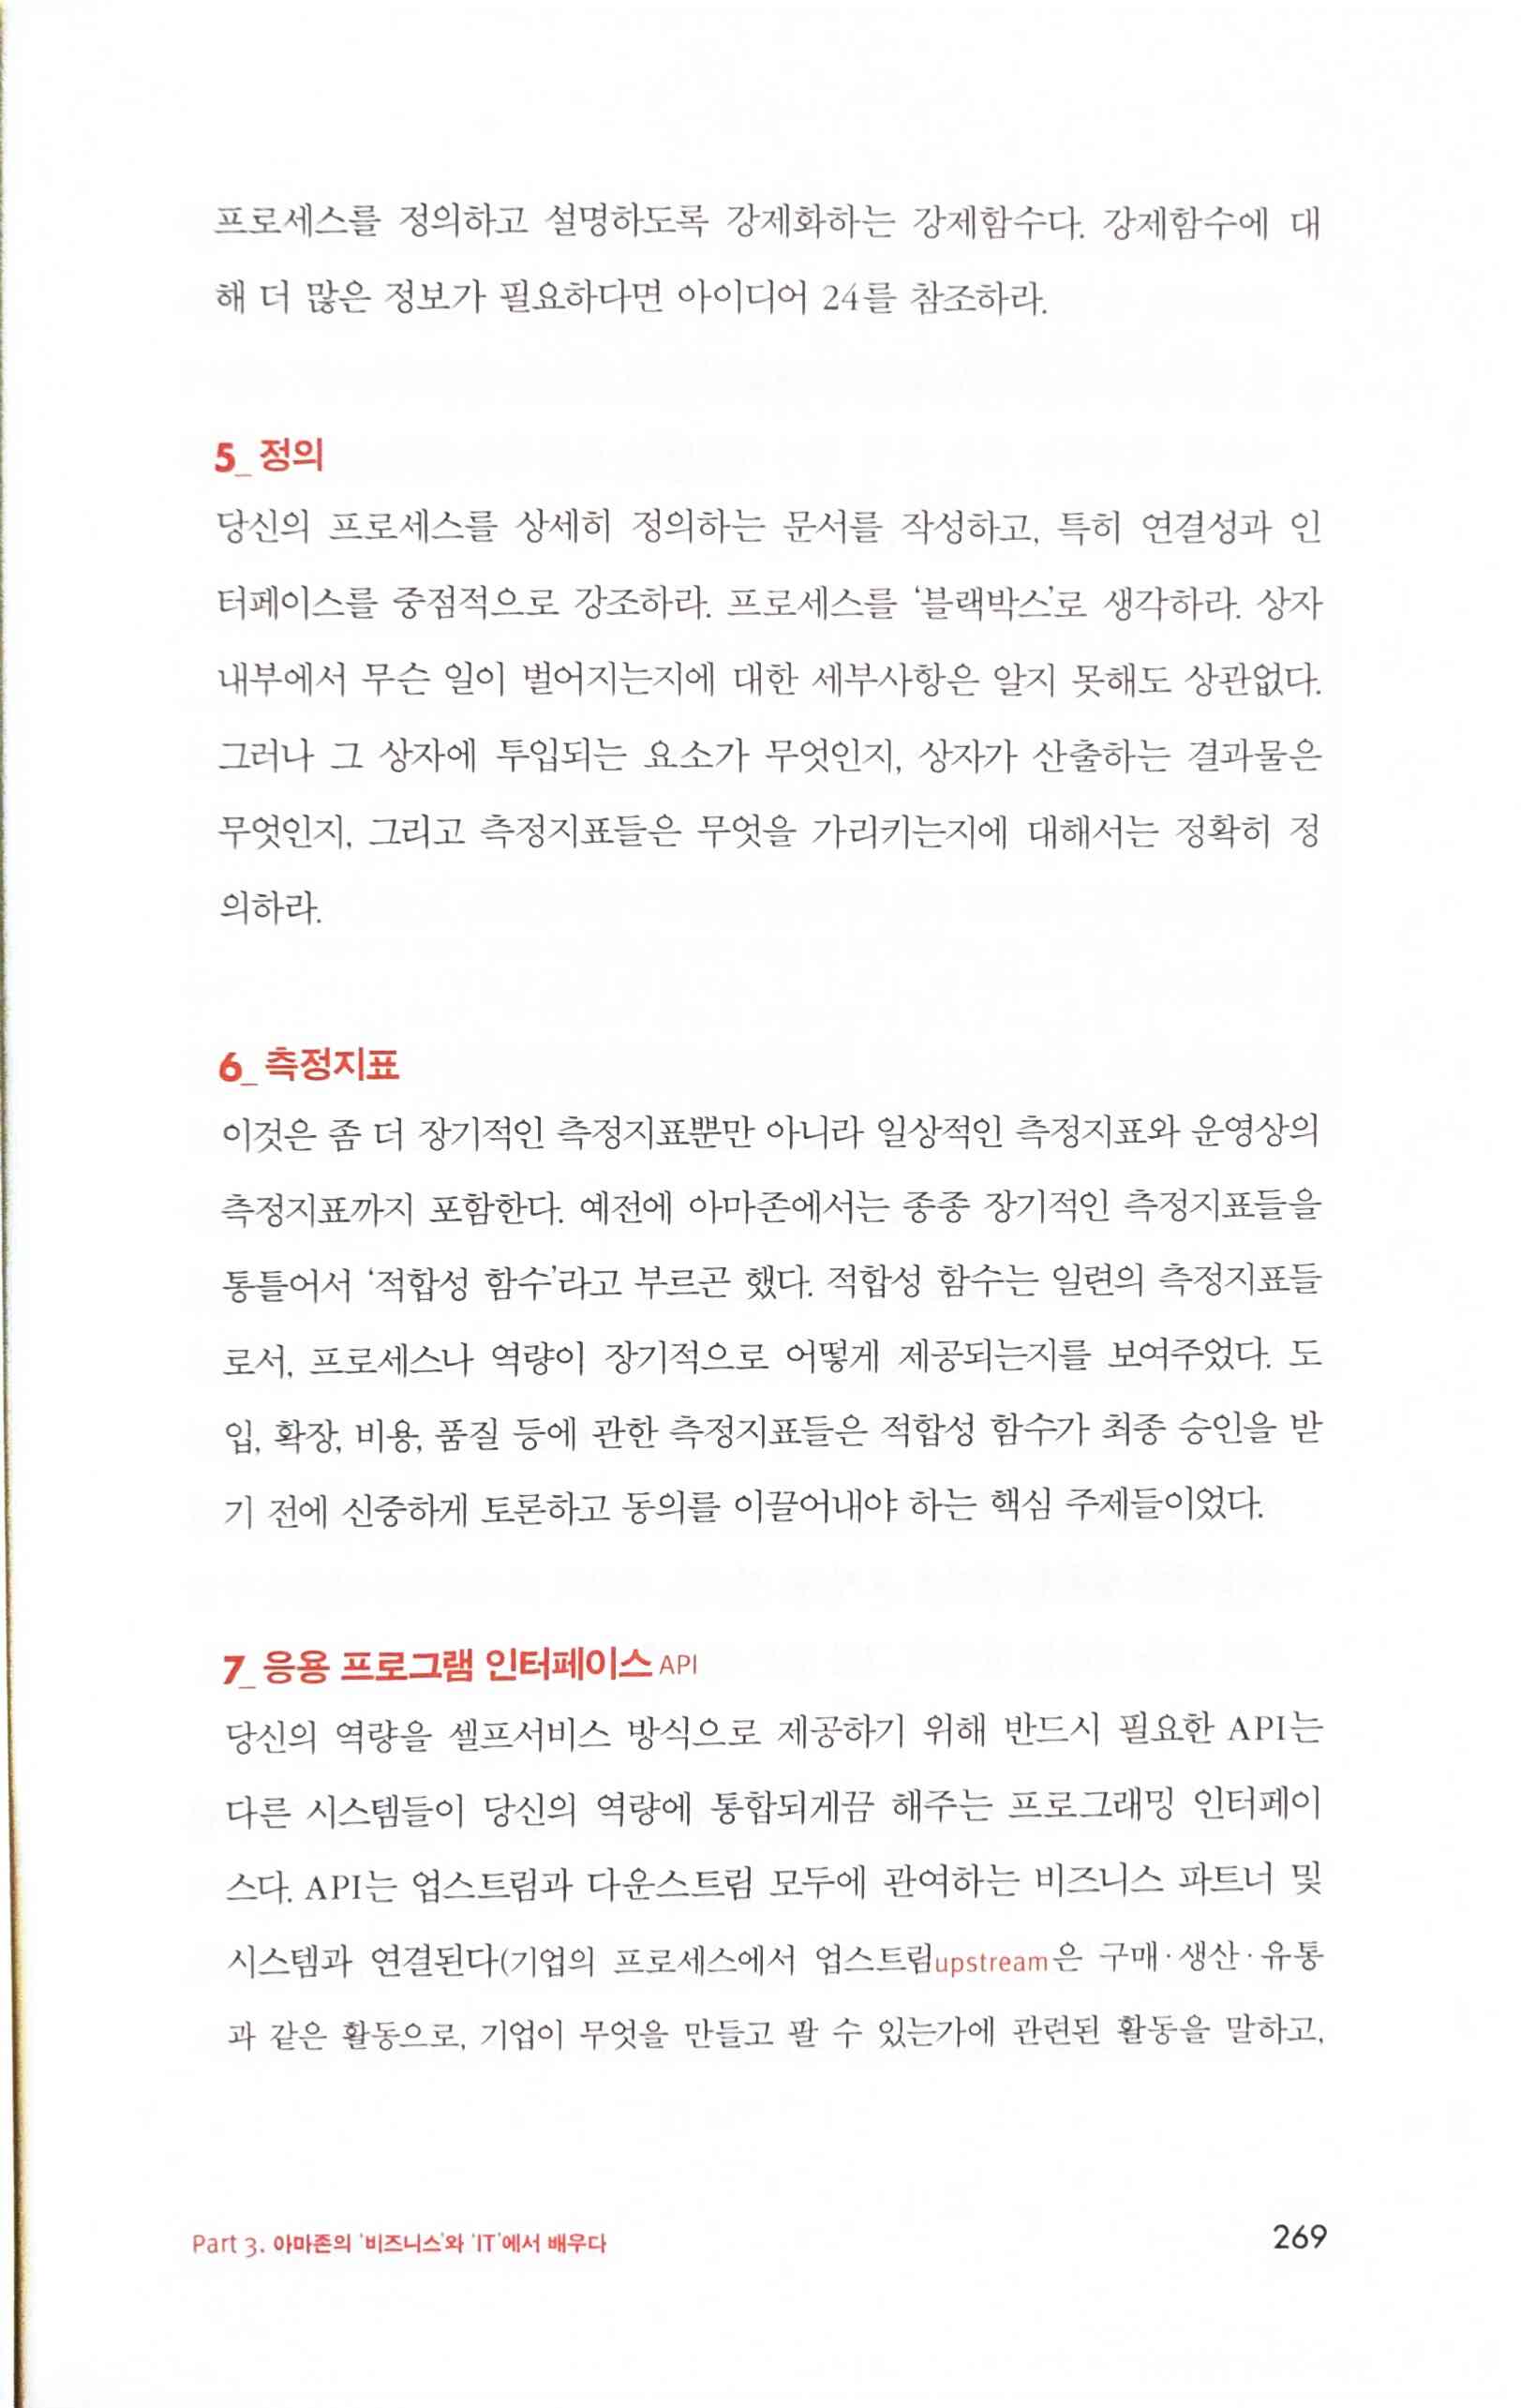 프로세스를 정의하고 설명하도록 강제화하는 강제함수다. 강제함수에 대
해 더 많은 정보가 필요하다면 아이디어 24를 참조하라.
5_ 정의
당신의 프로세스를 상세히 정의하는 문서를 작성하고, 특히 연결성과 인
터페이스를 중점적으로 강조하라. 프로세스를 ‘블랙박스’로 생각하라. 상자
내부에서 무슨 일이 벌어지는지에 대한 세부사항은 알지 못해도 상관없다.
그러나 그 상자에 투입되는 요소가 무엇인지, 상자가 산출하는 결과물은
무엇인지, 그리고 측정지표들은 무엇을 가리키는지에 대해서는 정확히 정
의하라.
6_ 측정지표
이것은 좀 더 장기적인 측정지표뿐만 아니라 일상적인 측정지표와 운영상의
측정지표까지 포함한다. 예전에 아마존에서는 종종 장기적인 측정지표들을
통틀어서 ‘적합성 함수’라고 부르곤 했다. 적합성 함수는 일련의 측정지표들
로서, 프로세스나 역량이 장기적으로 어떻게 제공되는지를 보여주었다. 도
입, 확장, 비용, 품질 등에 관한 측정지표들은 적합성 함수가 최종 승인을 받
기 전에 신중하게 토론하고 동의를 이끌어내야 하는 핵심 주제들이었다.
7_ 응용 프로그램 인터페이스 API
당신의 역량을 셀프서비스 방식으로 제공하기 위해 반드시 필요한 API는
다른 시스템들이 당신의 역량에 통합되게끔 해주는 프로그래밍 인터페이
스다. API는 업스트림과 다운스트림 모두에 관여하는 비즈니스 파트너 및
시스템과 연결된다(기업의 프로세스에서 업스트림upstream은 구매·생산·유통
과 같은 활동으로, 기업이 무엇을 만들고 팔 수 있는가에 관련된 활동을 말하고,
Part 3. 아마존의 ‘비즈니스’와 ‘IT’에서 배우다
269